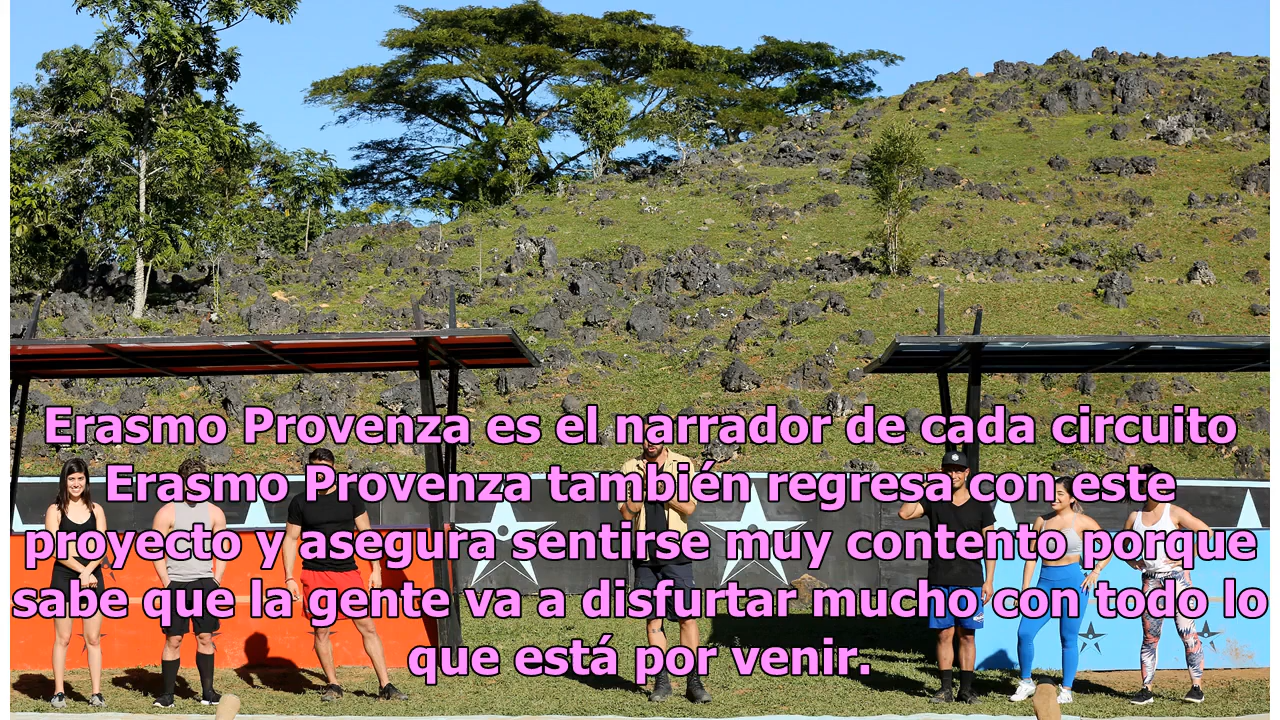 Erasmo Provenza es el narrador de cada circuito
Erasmo Provenza también regresa con este
proyecto y asegura sentirse muy contento porque
sabe que la gente va a disfurtar mucho con todo lo
que está por venir.